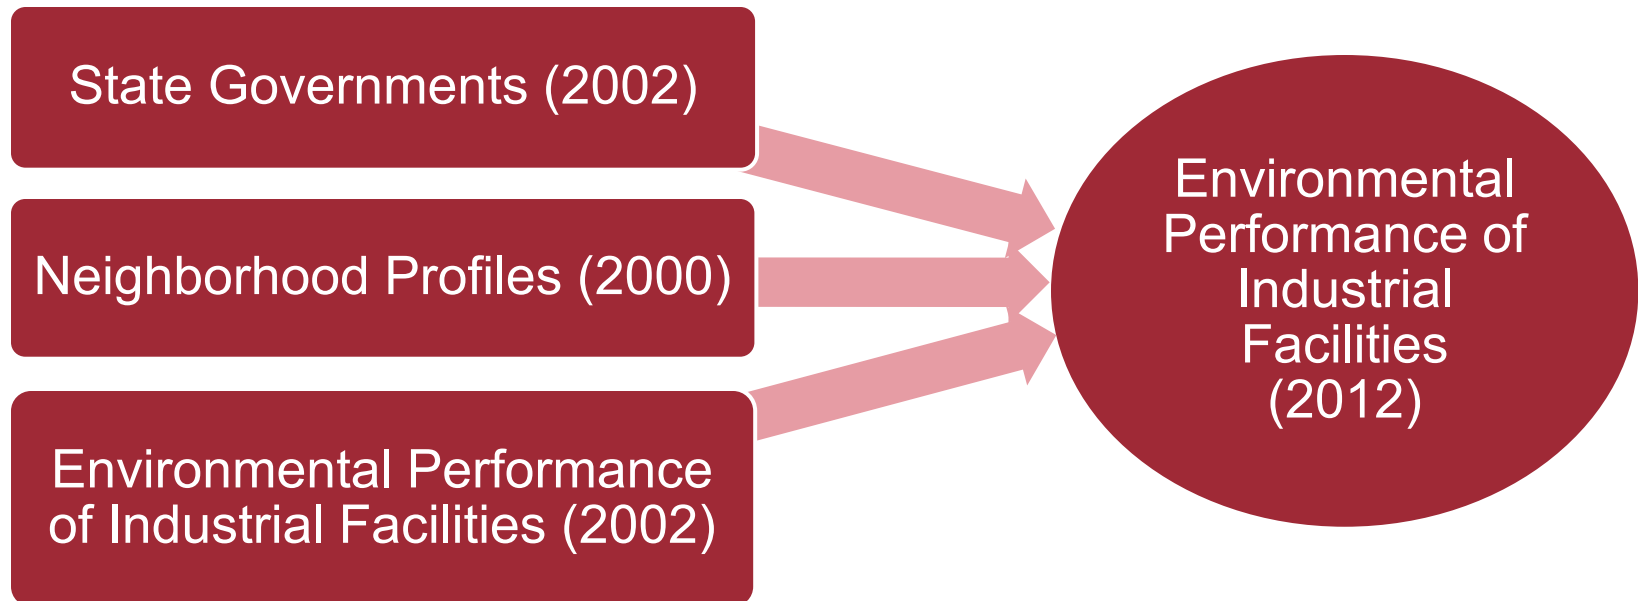 State Governments (2002)
Neighborhood Profiles (2000)
Environmental Performance
of Industrial Facilities (2002)
Environmental
Performance of
Industrial
Facilities
(2012)